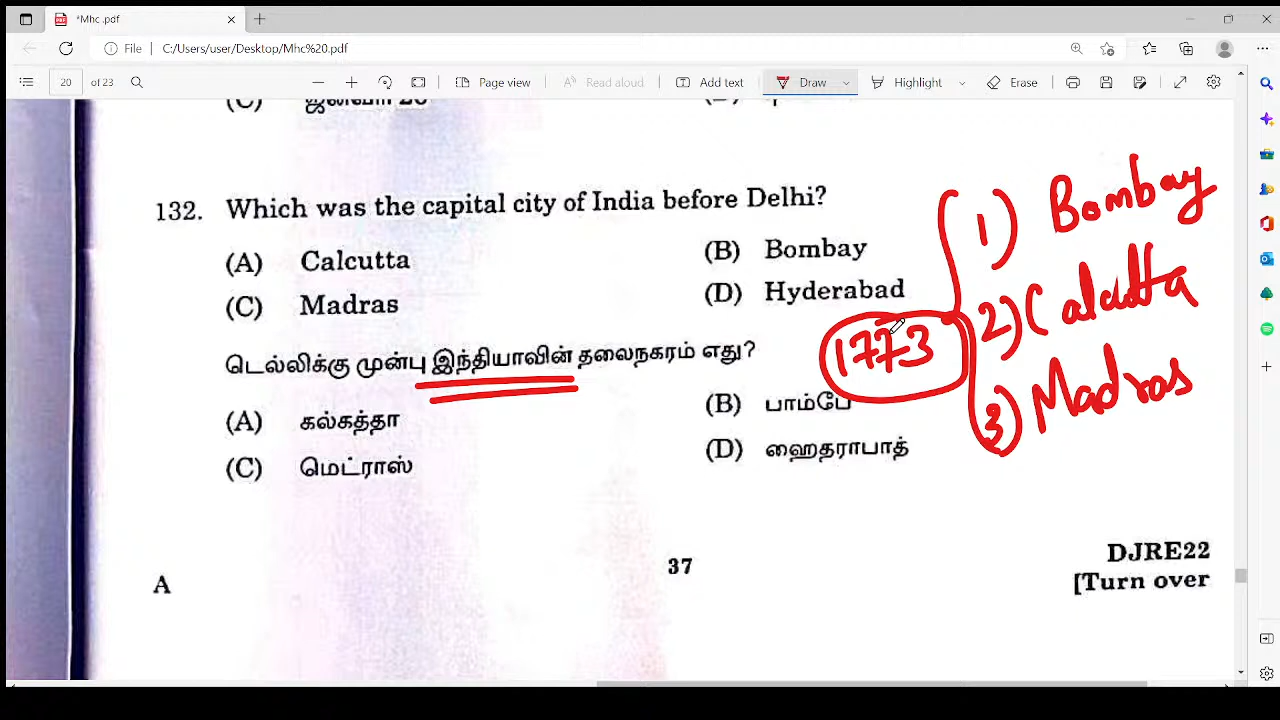 *Mhc .pdf
File C:/Users/user/Desktop/Mhc%20.pdf
20 of 23 Page view Read aloud Add text Draw Highlight Erase
(C) ஜனவரி 26
132. Which was the capital city of India before Delhi?
(A) Calcutta (B) Bombay
(C) Madras (D) Hyderabad
டெல்லிக்கு முன்பு இந்தியாவின் தலைநகரம் எது?
(A) கல்கத்தா (B) பாம்பே
(C) மெட்ராஸ் (D) ஹைதராபாத்
1773
1) Bombay
2) Calcutta
3) Madras
37
DJRE22
A
[Turn over